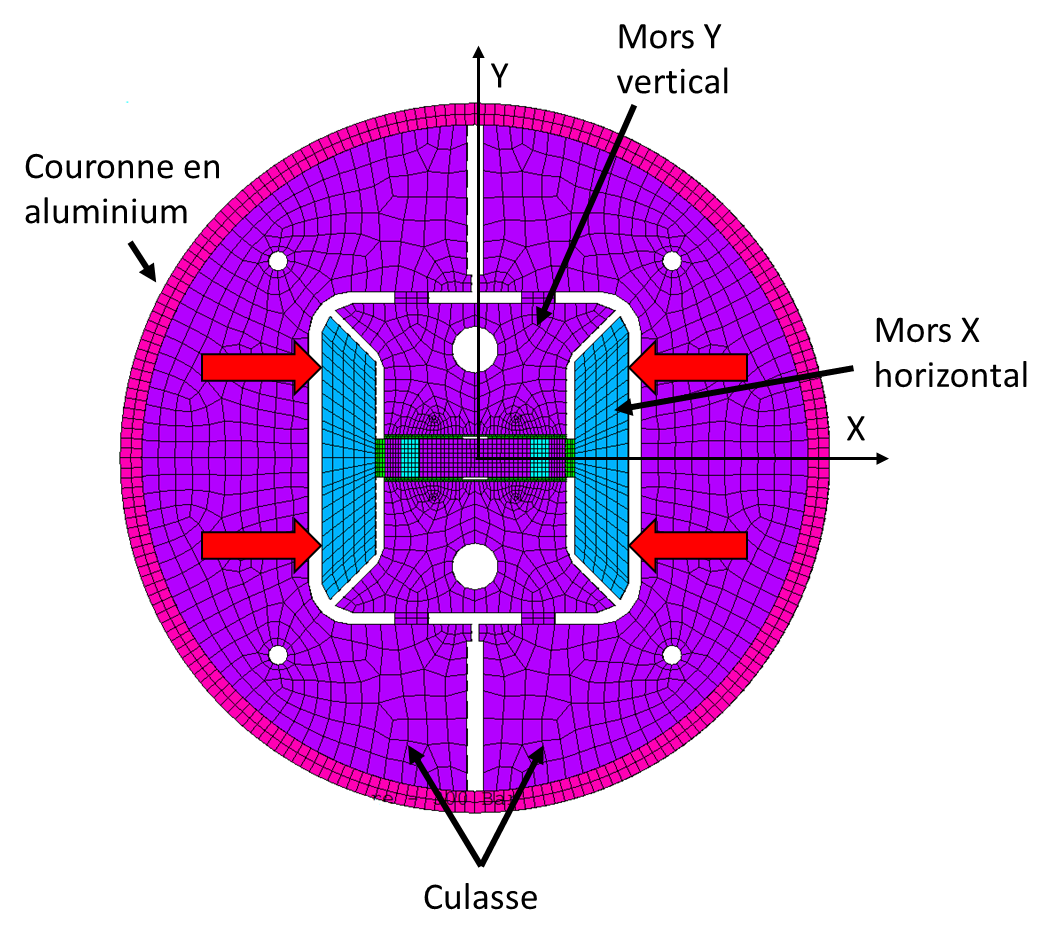 Mors Y
vertical
Y
Couronne en
aluminium
Mors X
horizontal
X
Culasse